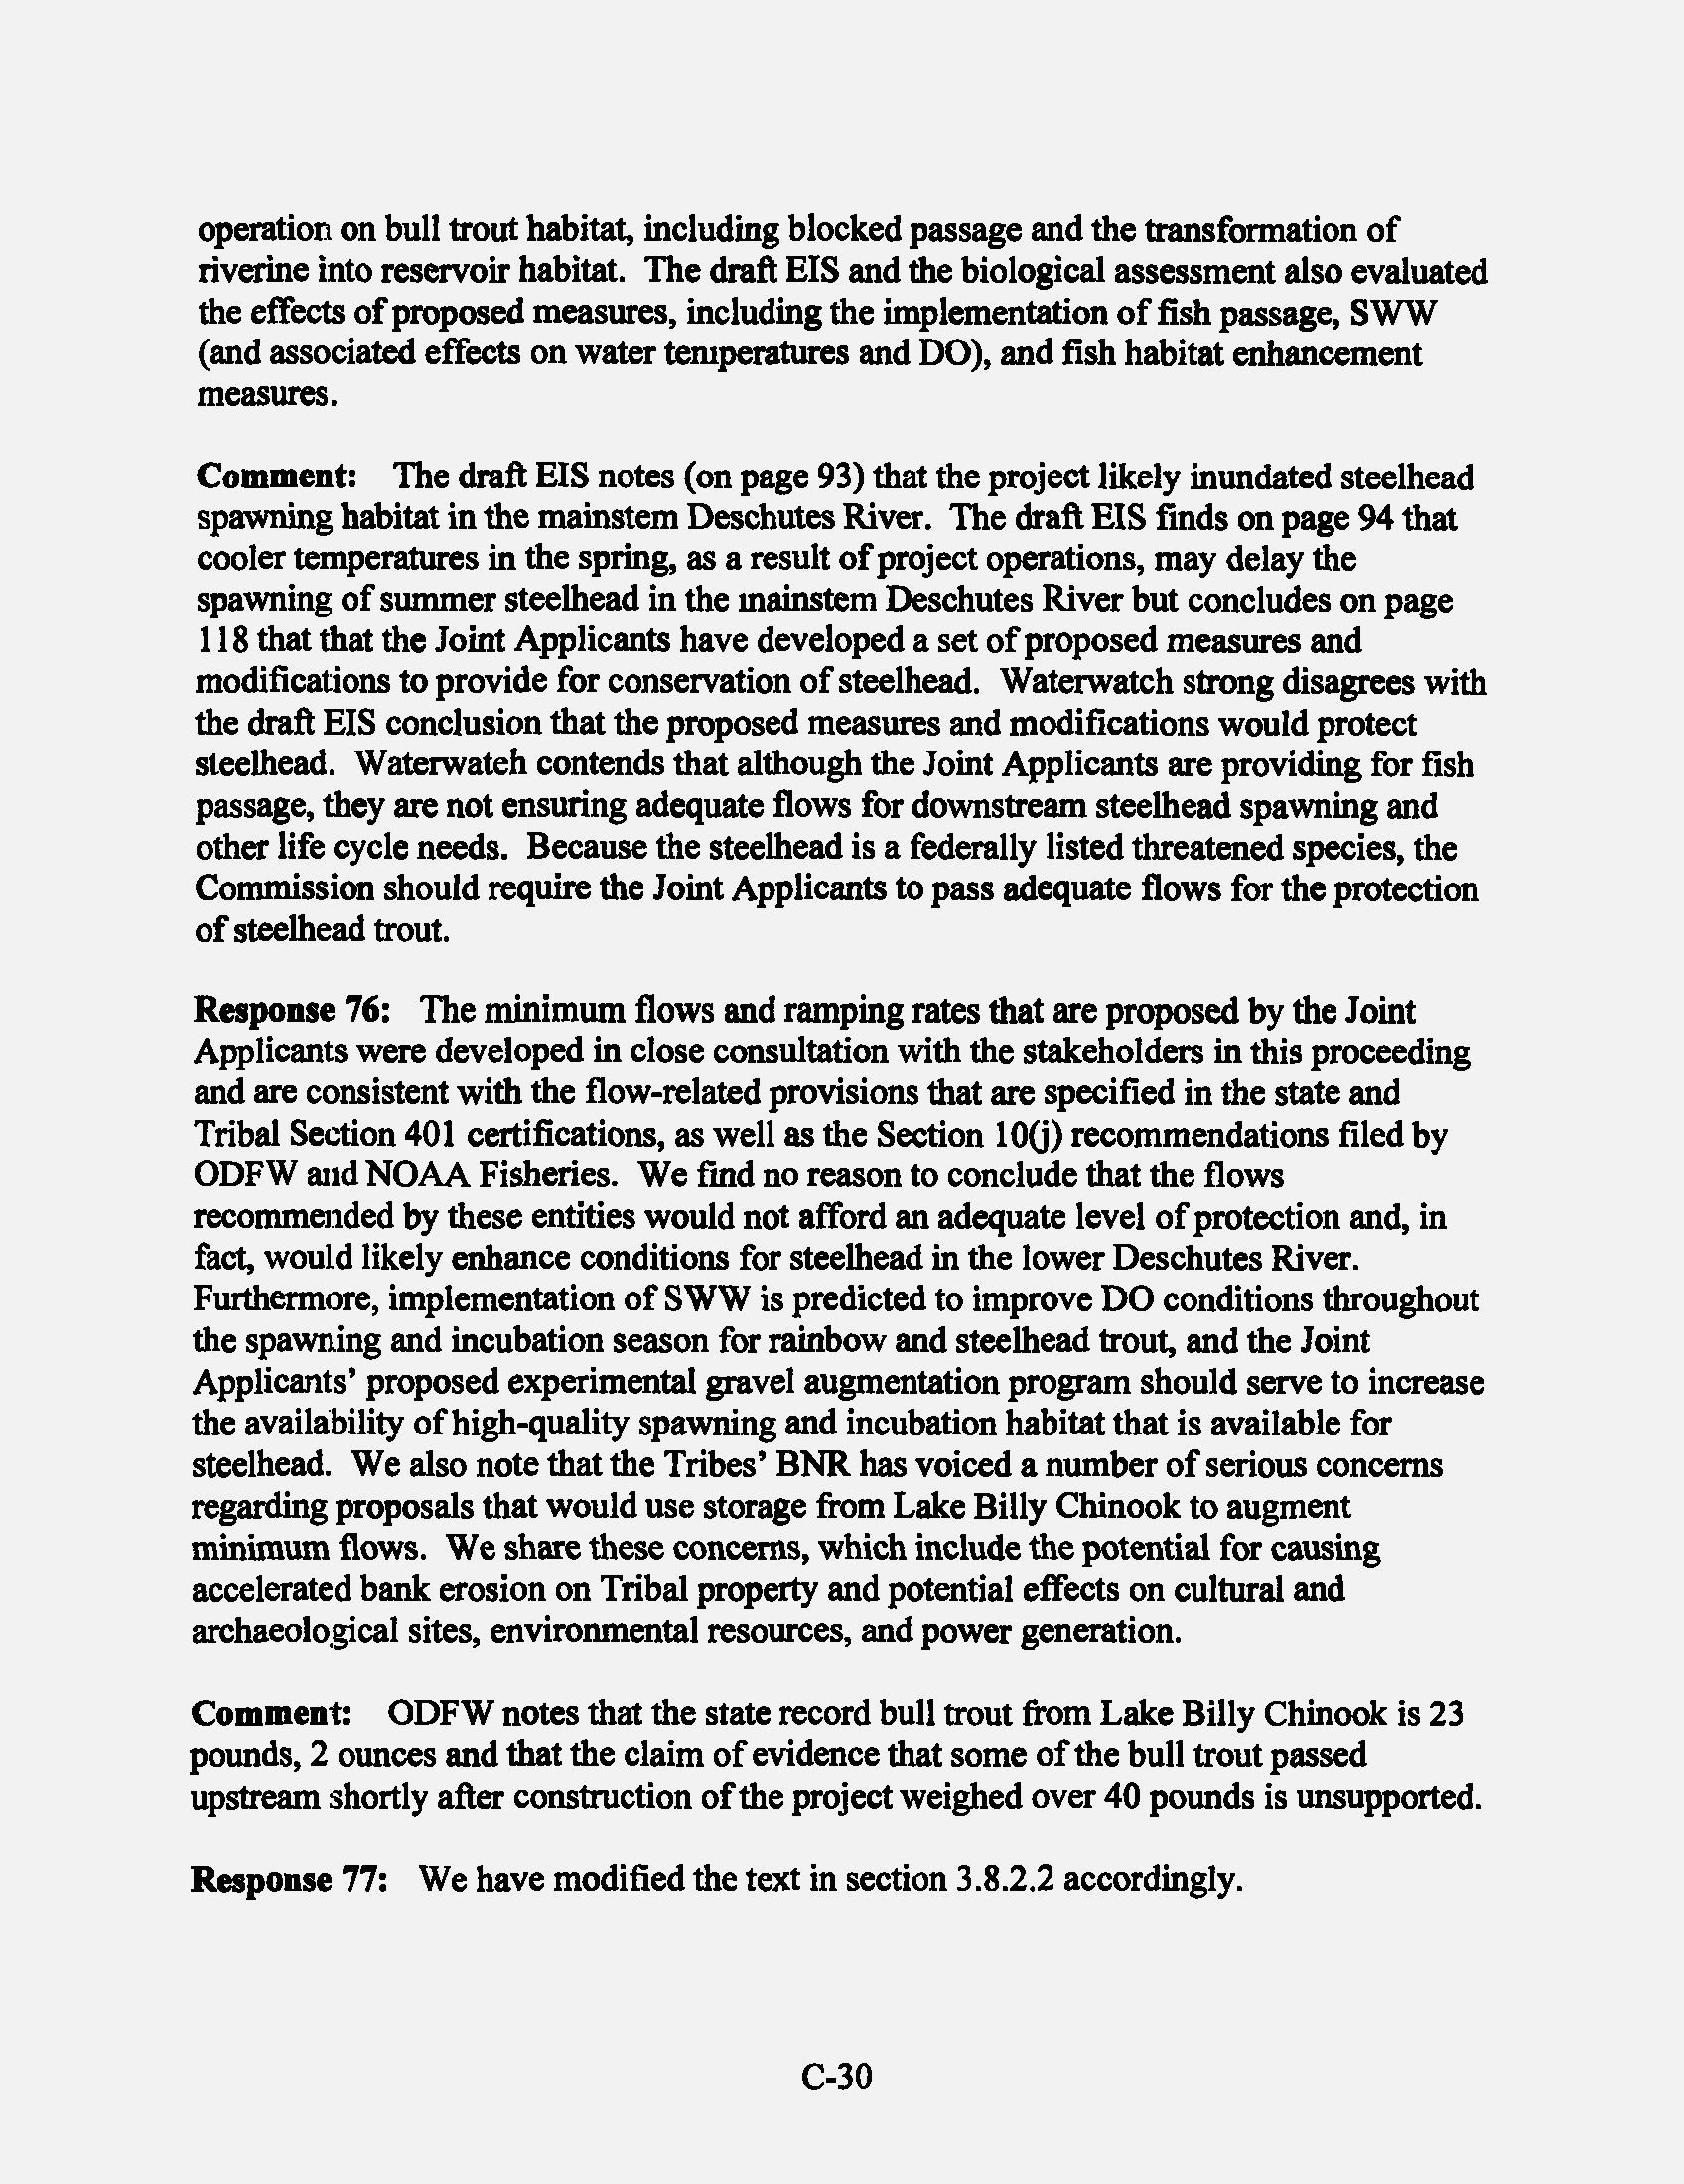 operation on bull trout habitat, including blocked passage and the transformation of
riverine into reservoir habitat. The draft EIS and the biological assessment also evaluated
the effects of proposed measures, including the implementation of fish passage, SWW
(and associated effects on water temperatures and DO), and fish habitat enhancement
measures.
Comment: The draft EIS notes (on page 93) that the project likely inundated steelhead
spawning habitat in the mainstem Deschutes River. The draft EIS finds on page 94 that
cooler temperatures in the spring, as a result of project operations, may delay the
spawning of summer steelhead in the mainstem Deschutes River but concludes on page
118 that that the Joint Applicants have developed a set of proposed measures and
modifications to provide for conservation of steelhead. Waterwatch strong disagrees with
the draft EIS conclusion that the proposed measures and modifications would protect
steelhead. Waterwateh contends that although the Joint Applicants are providing for fish
passage, they are not ensuring adequate flows for downstream steelhead spawning and
other life cycle needs. Because the steelhead is a federally listed threatened species, the
Commission should require the Joint Applicants to pass adequate flows for the protection
of steelhead trout.
Response 76: The minimum flows and ramping rates that are proposed by the Joint
Applicants were developed in close consultation with the stakeholders in this proceeding
and are consistent with the flow-related provisions that are specified in the state and
Tribal Section 401 certifications, as well as the Section 10(j) recommendations filed by
ODFW and NOAA Fisheries. We find no reason to conclude that the flows
recommended by these entities would not afford an adequate level of protection and, in
fact, would likely enhance conditions for steelhead in the lower Deschutes River.
Furthermore, implementation of SWW is predicted to improve DO conditions throughout
the spawning and incubation season for rainbow and steelhead trout, and the Joint
Applicants' proposed experimental gravel augmentation program should serve to increase
the availability of high-quality spawning and incubation habitat that is available for
steelhead. We also note that the Tribes' BNR has voiced a number of serious concerns
regarding proposals that would use storage from Lake Billy Chinook to augment
minimum flows. We share these concerns, which include the potential for causing
accelerated bank erosion on Tribal property and potential effects on cultural and
archaeological sites, environmental resources, and power generation.
Comment: ODFW notes that the state record bull trout from Lake Billy Chinook is 23
pounds, 2 ounces and that the claim of evidence that some of the bull trout passed
upstream shortly after construction of the project weighed over 40 pounds is unsupported.
Response 77: We have modified the text in section 3.8.2.2 accordingly.
C-30